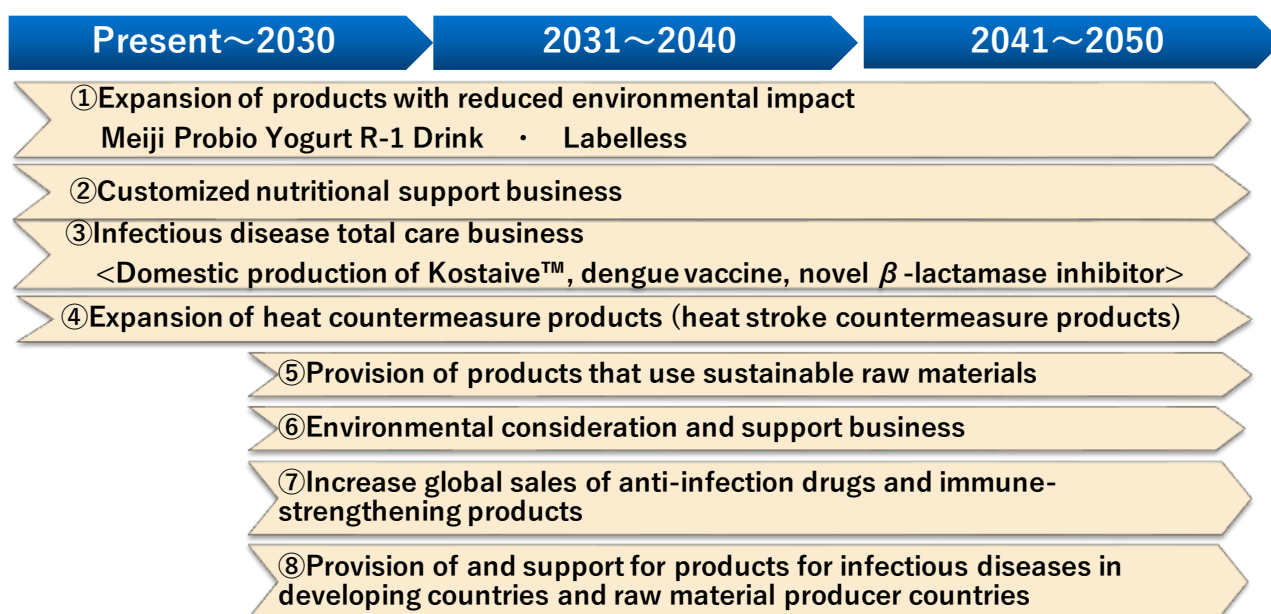 Present～2030
2031～2040
2041～2050
①Expansion of products with reduced environmental impact
Meiji Probio Yogurt R-1 Drink ・ Labelless
②Customized nutritional support business
③Infectious disease total care business
<Domestic production of Kostaive™, dengue vaccine, novel β-lactamase inhibitor>
④Expansion of heat countermeasure products（heat stroke countermeasure products）
⑤Provision of products that use sustainable raw materials
⑥Environmental consideration and support business
⑦Increase global sales of anti-infection drugs and immune-
strengthening products
⑧Provision of and support for products for infectious diseases in
developing countries and raw material producer countries